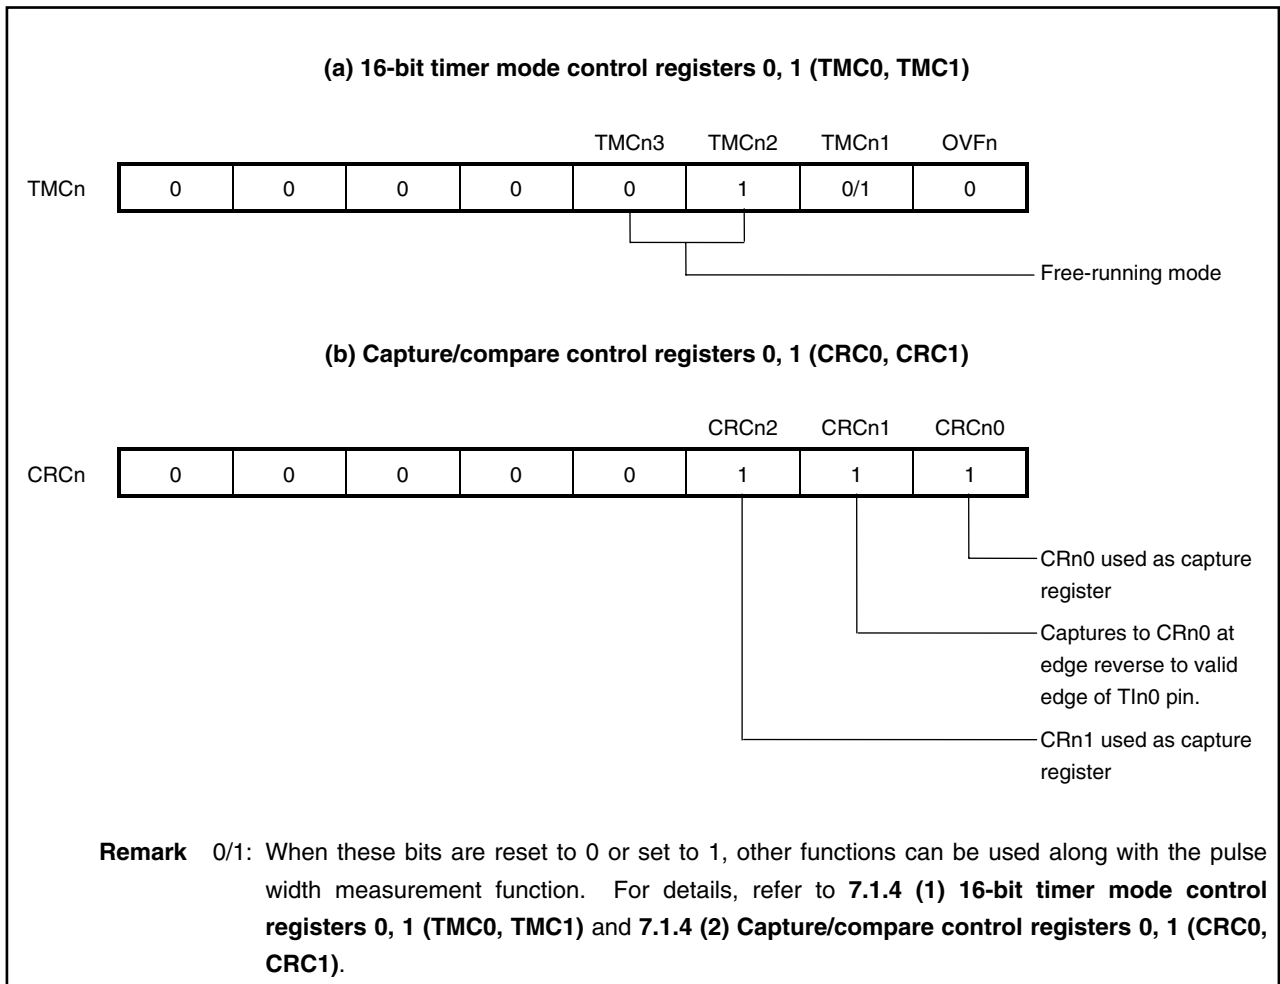 (a) 16-bit timer mode control registers 0, 1 (TMC0, TMC1)
TMCn3 TMCn2 TMCn1 OVFn
TMCn 0 0 0 0 0 1 0/1 0
Free-running mode
(b) Capture/compare control registers 0, 1 (CRC0, CRC1)
CRCn2 CRCn1 CRCn0
CRCn 0 0 0 0 0 1 1 1
CRn0 used as capture
register
Captures to CRn0 at
edge reverse to valid
edge of TIn0 pin.
CRn1 used as capture
register
Remark 0/1: When these bits are reset to 0 or set to 1, other functions can be used along with the pulse
width measurement function. For details, refer to 7.1.4 (1) 16-bit timer mode control
registers 0, 1 (TMC0, TMC1) and 7.1.4 (2) Capture/compare control registers 0, 1 (CRC0,
CRC1).